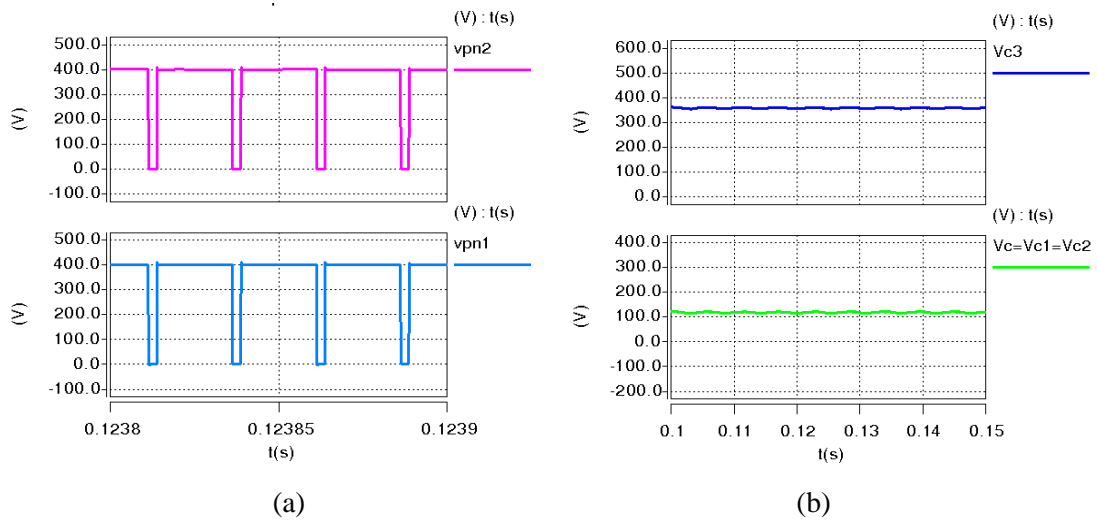 (V) : t(s)
vpn2
500.0
400.0
300.0
200.0
100.0
0.0
-100.0
(V)
(V) : t(s)
vpn1
500.0
400.0
300.0
200.0
100.0
0.0
-100.0
(V)
0.1238
0.12385
0.1239
t(s)
(a)
(V) : t(s)
Vc3
600.0
500.0
400.0
300.0
200.0
100.0
0.0
(V)
(V) : t(s)
Vc=Vc1=Vc2
400.0
300.0
200.0
100.0
0.0
-100.0
-200.0
(V)
0.1
0.11
0.12
0.13
0.14
0.15
t(s)
(b)